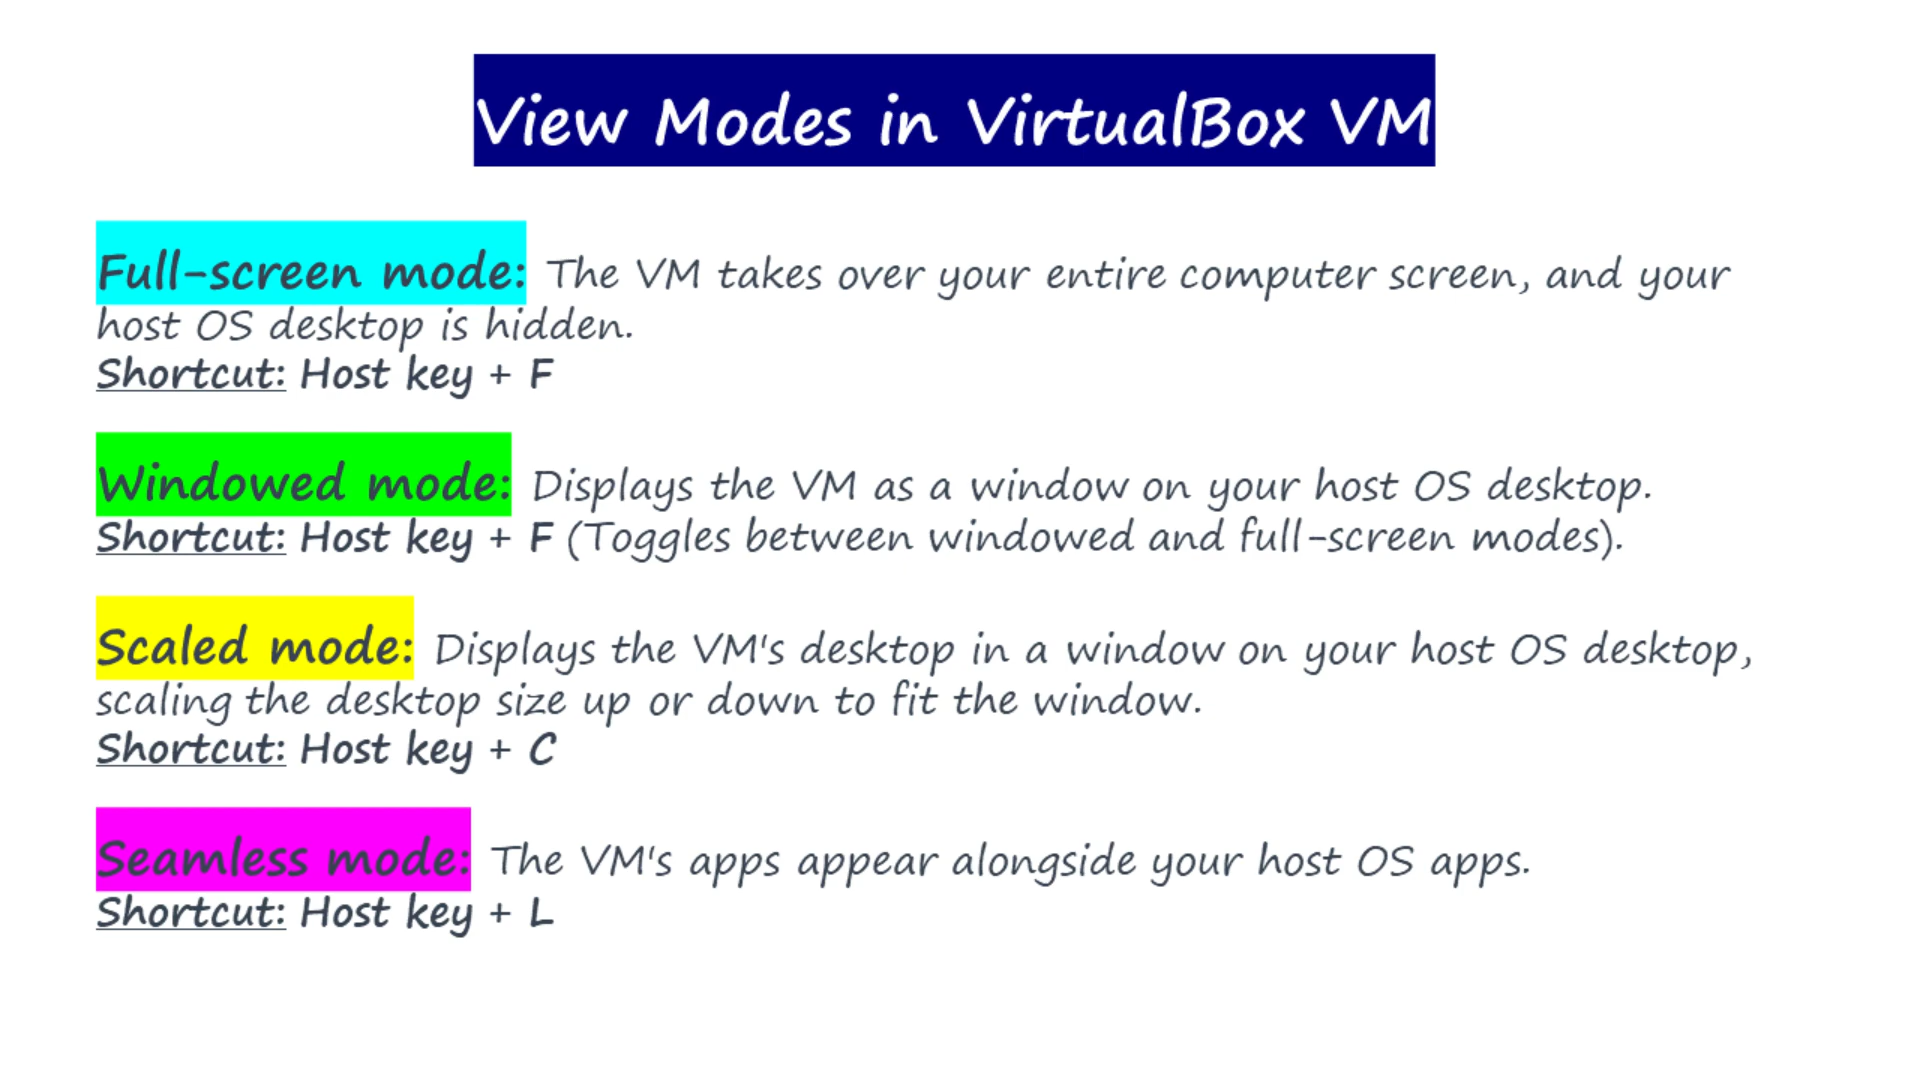 View Modes in VirtualBox VM
Full-screen mode: The VM takes over your entire computer screen, and your
host OS desktop is hidden.
Shortcut: Host key + F
Windowed mode: Displays the VM as a window on your host OS desktop.
Shortcut: Host key + F (Toggles between windowed and full-screen modes).
Scaled mode: Displays the VM's desktop in a window on your host OS desktop,
scaling the desktop size up or down to fit the window.
Shortcut: Host key + C
Seamless mode: The VM's apps appear alongside your host OS apps.
Shortcut: Host key + L